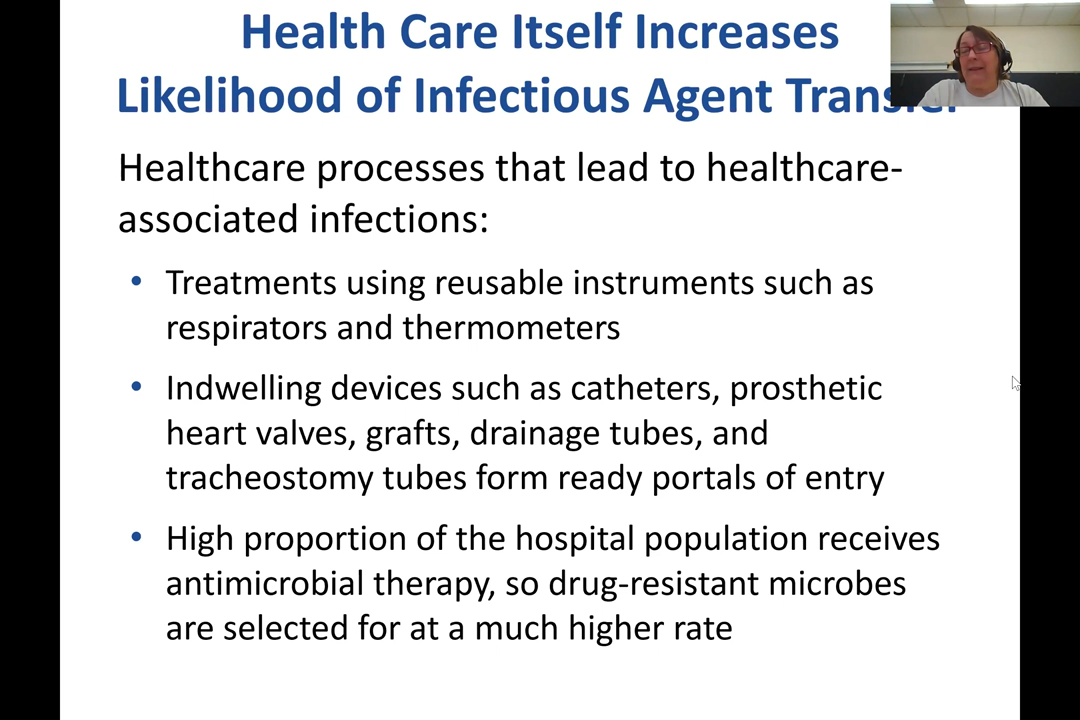 Health Care Itself Increases
Likelihood of Infectious Agent Transfer
Healthcare processes that lead to healthcare-
associated infections:
• Treatments using reusable instruments such as
respirators and thermometers
• Indwelling devices such as catheters, prosthetic
heart valves, grafts, drainage tubes, and
tracheostomy tubes form ready portals of entry
• High proportion of the hospital population receives
antimicrobial therapy, so drug-resistant microbes
are selected for at a much higher rate